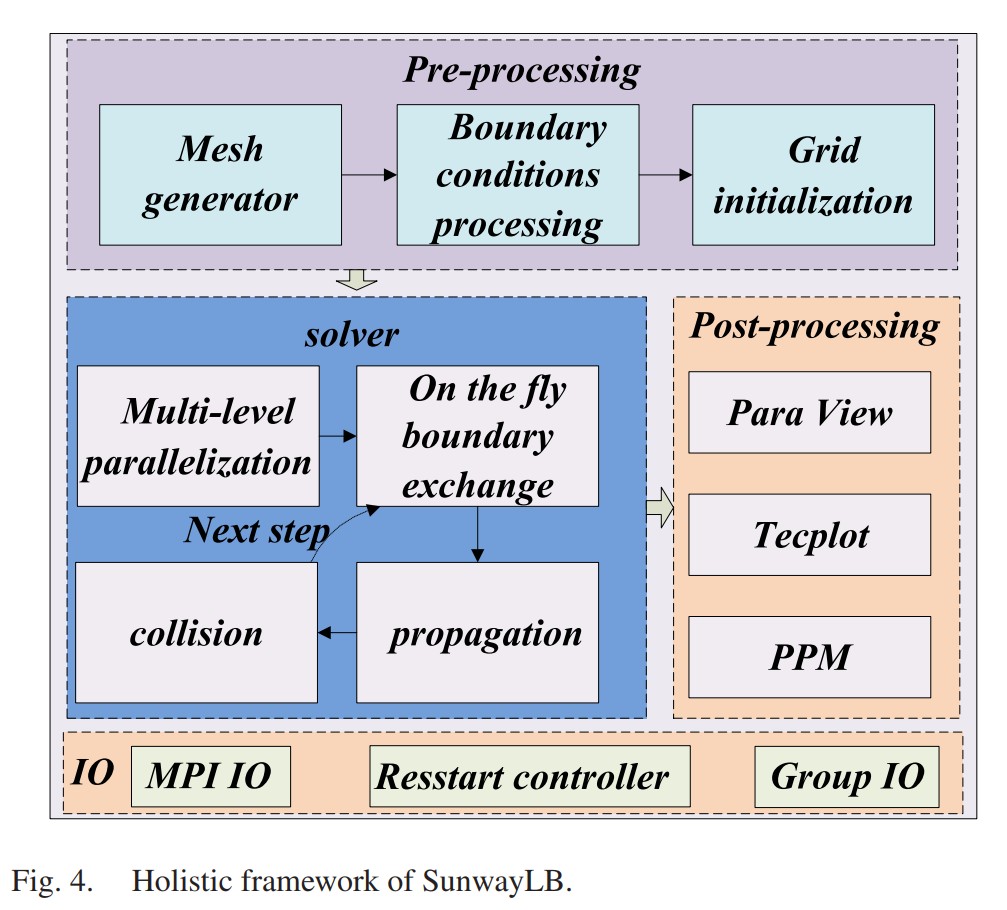 Pre-processing
Mesh
generator
Boundary
conditions
processing
Grid
initialization
solver
Multi-level
parallelization
On the fly
boundary
exchange
Next step
collision
propagation
Post-processing
Para View
Tecplot
PPM
IO
MPI IO
Resstart controller
Group IO
Fig. 4. Holistic framework of SunwayLB.